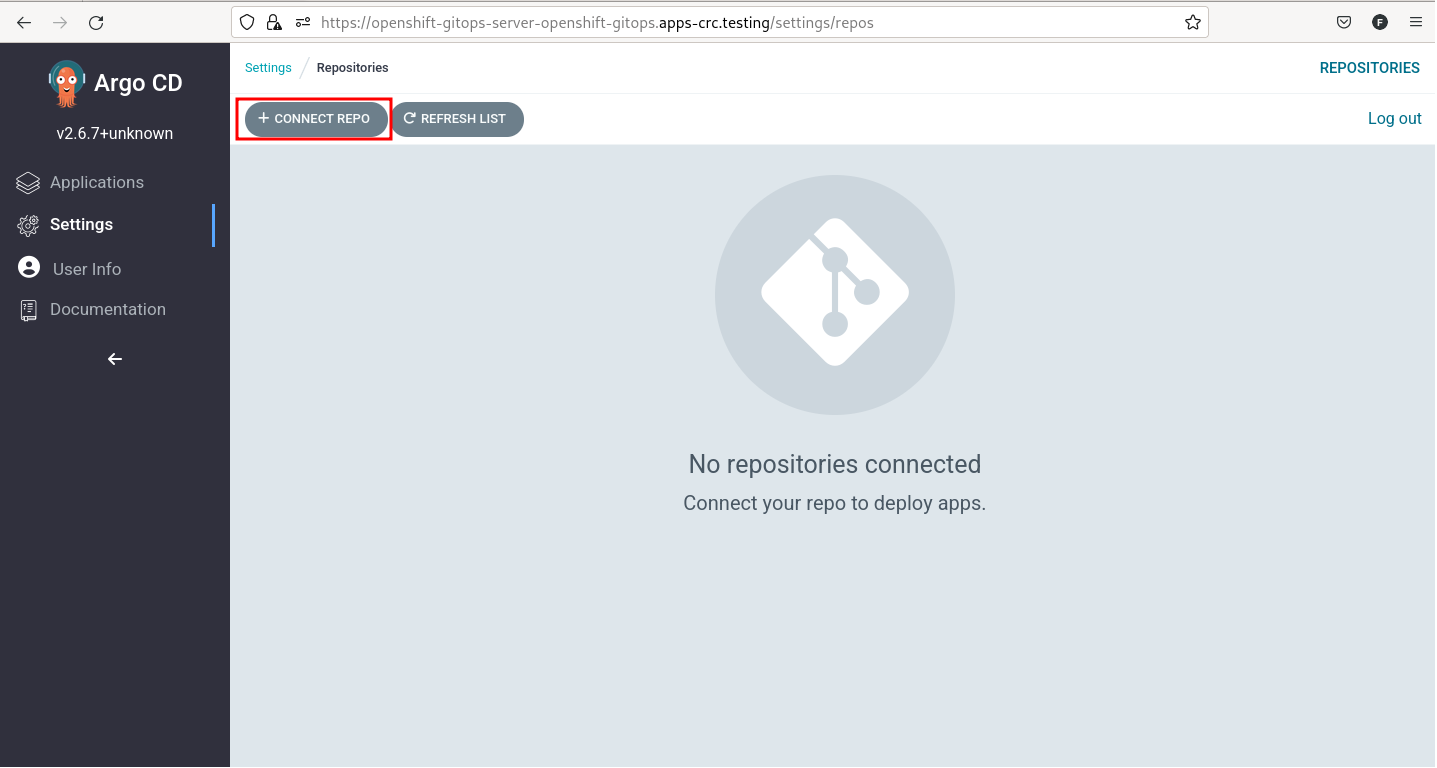 https://openshift-gitops-server-openshift-gitops.apps-crc.testing/settings/repos
F
Argo CD
v2.6.7+unknown
Applications
Settings
User Info
Documentation
Settings / Repositories
REPOSITORIES
+ CONNECT REPO
REFRESH LIST
Log out
No repositories connected
Connect your repo to deploy apps.